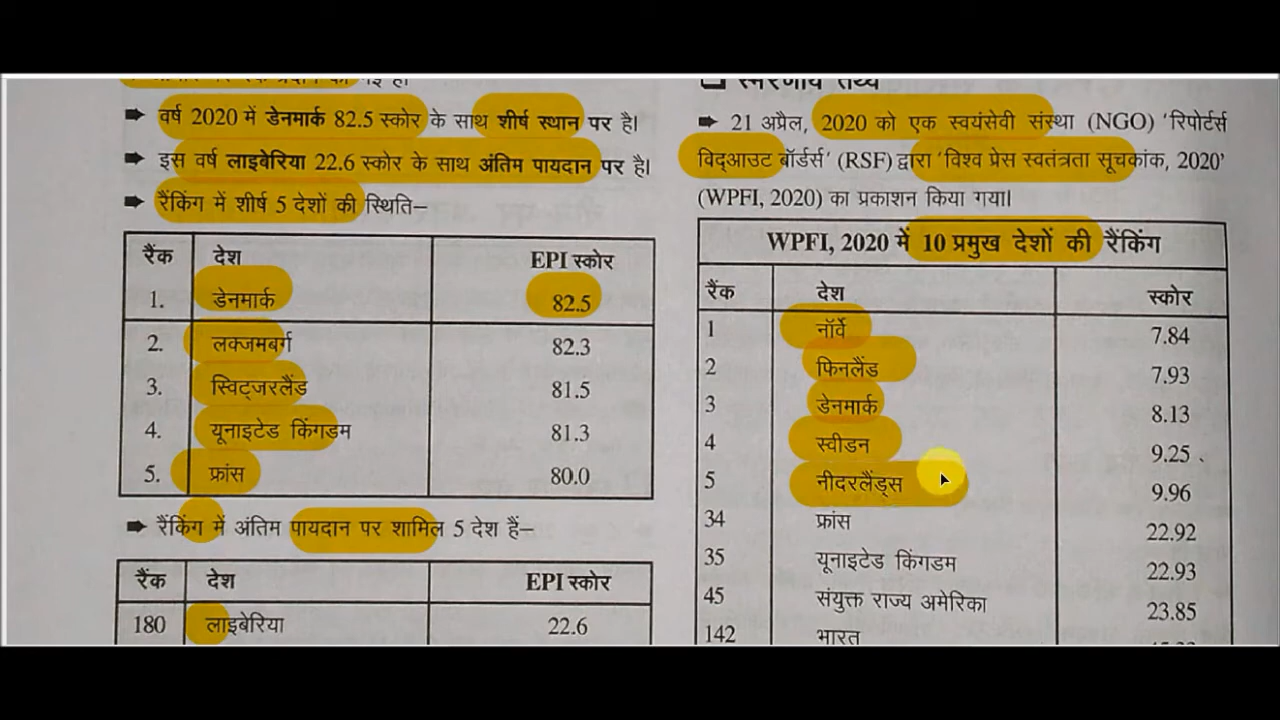 ➡ वर्ष 2020 में डेनमार्क 82.5 स्कोर के साथ शीर्ष स्थान पर है।
➡ इस वर्ष लाइबेरिया 22.6 स्कोर के साथ अंतिम पायदान पर है।
➡ रैंकिंग में शीर्ष 5 देशों की स्थिति–
रैंक देश EPI स्कोर
1. डेनमार्क 82.5
2. लक्जमबर्ग 82.3
3. स्विट्जरलैंड 81.5
4. यूनाइटेड किंगडम 81.3
5. फ्रांस 80.0
➡ रैंकिंग में अंतिम पायदान पर शामिल 5 देश हैं–
रैंक देश EPI स्कोर
180 लाइबेरिया 22.6
❑ स्मरणीय तथ्य
➡ 21 अप्रैल, 2020 को एक स्वयंसेवी संस्था (NGO) 'रिपोर्टर्स
विद्आउट बॉर्डर्स' (RSF) द्वारा 'विश्व प्रेस स्वतंत्रता सूचकांक, 2020'
(WPFI, 2020) का प्रकाशन किया गया।
WPFI, 2020 में 10 प्रमुख देशों की रैंकिंग
रैंक देश स्कोर
1 नॉर्वे 7.84
2 फिनलैंड 7.93
3 डेनमार्क 8.13
4 स्वीडन 9.25
5 नीदरलैंड्स 9.96
34 फ्रांस 22.92
35 यूनाइटेड किंगडम 22.93
45 संयुक्त राज्य अमेरिका 23.85
142 भारत